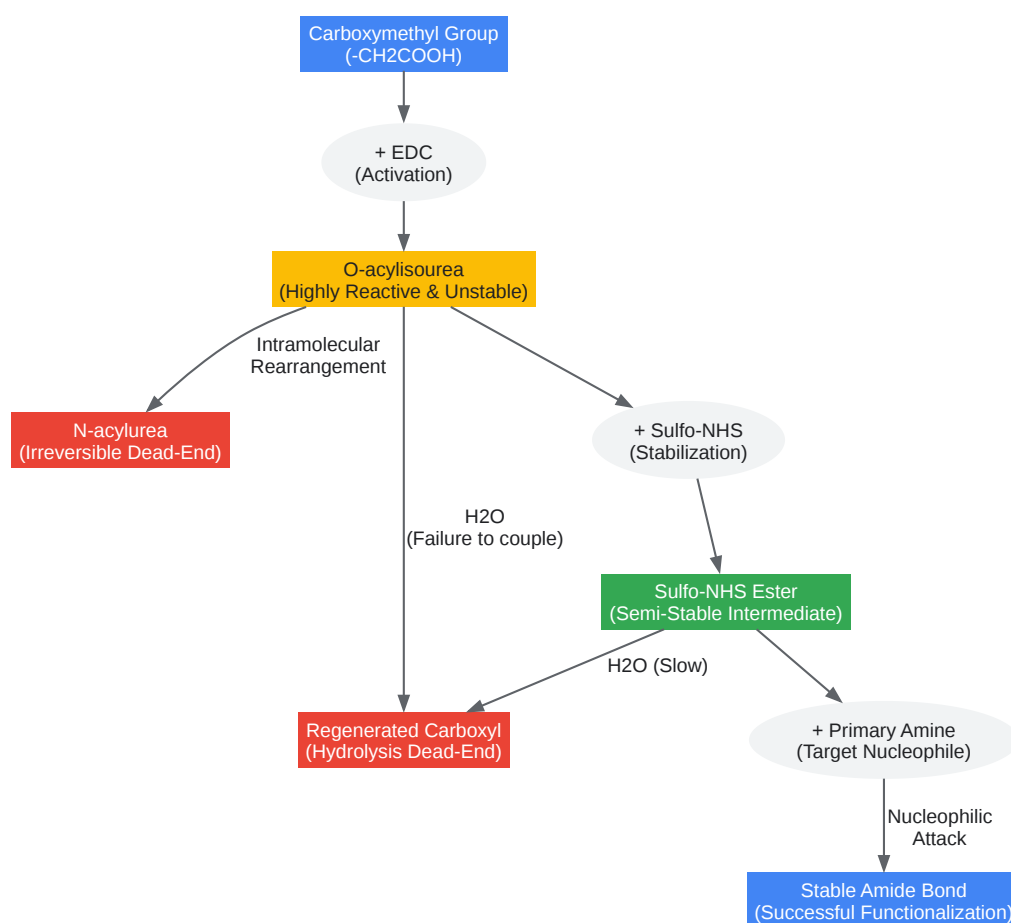 Carboxymethyl Group
(-CH2COOH)
+ EDC
(Activation)
O-acylisourea
(Highly Reactive & Unstable)
Intramolecular
Rearrangement
N-acylurea
(Irreversible Dead-End)
+ Sulfo-NHS
(Stabilization)
H2O
(Failure to couple)
Sulfo-NHS Ester
(Semi-Stable Intermediate)
H2O (Slow)
Regenerated Carboxyl
(Hydrolysis Dead-End)
+ Primary Amine
(Target Nucleophile)
Nucleophilic
Attack
Stable Amide Bond
(Successful Functionalization)